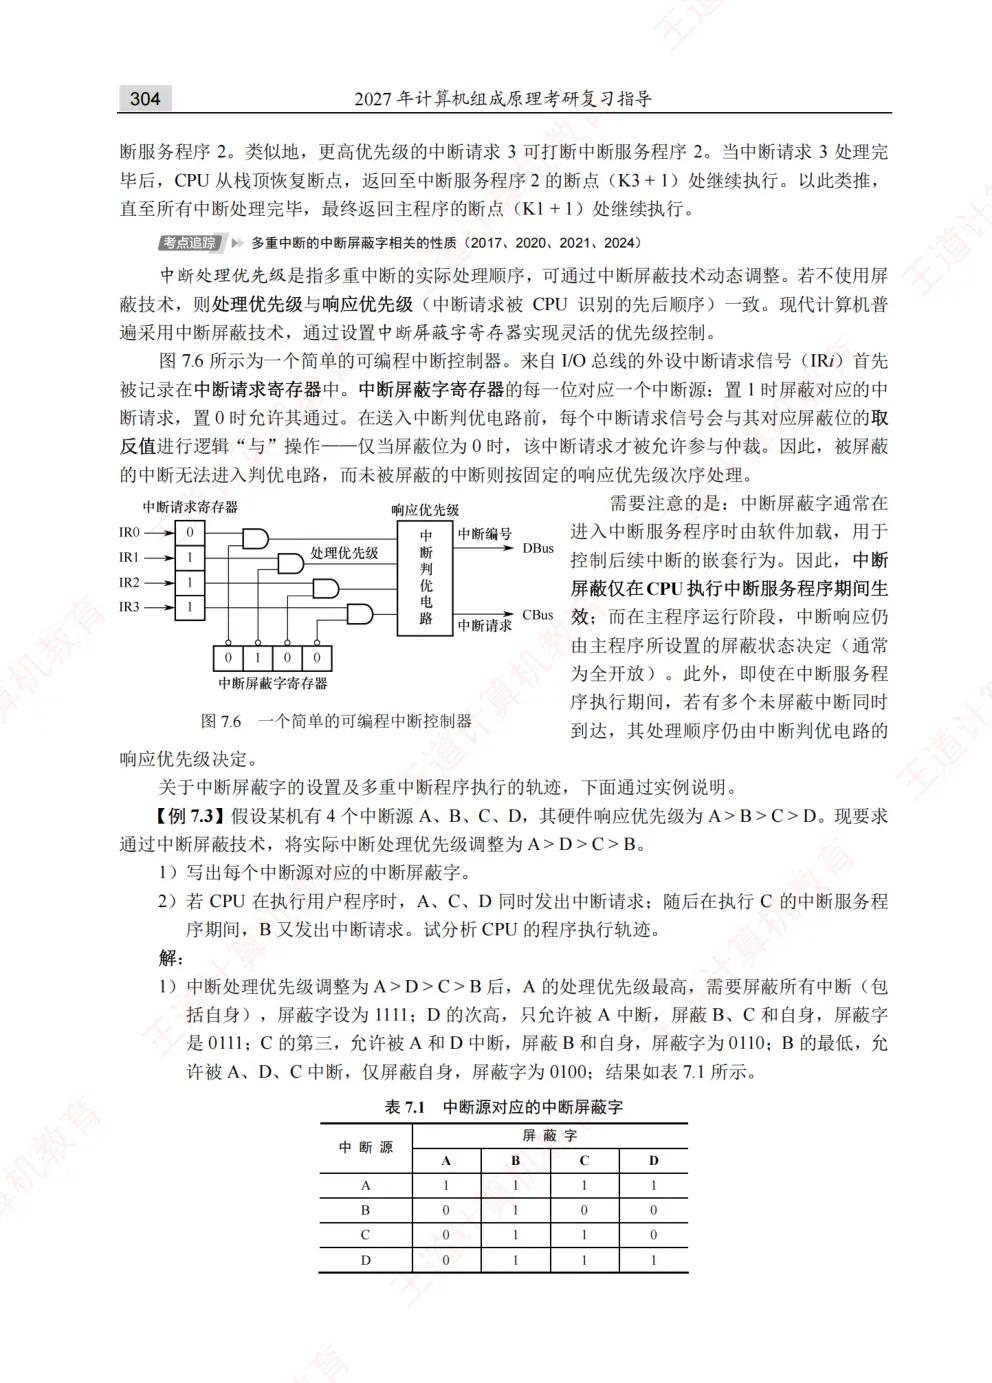 304
2027 年计算机组成原理考研复习指导
断服务程序 2。类似地，更高优先级的中断请求 3 可打断中断服务程序 2。当中断请求 3 处理完
毕后，CPU 从栈顶恢复断点，返回至中断服务程序 2 的断点（K3 + 1）处继续执行。以此类推，
直至所有中断处理完毕，最终返回主程序的断点（K1 + 1）处继续执行。
考点追踪 多重中断的中断屏蔽字相关的性质（2017、2020、2021、2024）
中断处理优先级是指多重中断的实际处理顺序，可通过中断屏蔽技术动态调整。若不使用屏
蔽技术，则处理优先级与响应优先级（中断请求被 CPU 识别的先后顺序）一致。现代计算机普
遍采用中断屏蔽技术，通过设置中断屏蔽字寄存器实现灵活的优先级控制。
图 7.6 所示为一个简单的可编程中断控制器。来自 I/O 总线的外设中断请求信号（IRi）首先
被记录在中断请求寄存器中。中断屏蔽字寄存器的每一位对应一个中断源：置 1 时屏蔽对应的中
断请求，置 0 时允许其通过。在送入中断判优电路前，每个中断请求信号会与其对应屏蔽位的取
反值进行逻辑“与”操作——仅当屏蔽位为 0 时，该中断请求才被允许参与仲裁。因此，被屏蔽
的中断无法进入判优电路，而未被屏蔽的中断则按固定的响应优先级次序处理。
中断请求寄存器
响应优先级
IR0 0
IR1 1
IR2 1
IR3 1
处理优先级
中断判优电路
中断编号
DBus
中断请求
CBus
0 1 0 0
中断屏蔽字寄存器
图 7.6 一个简单的可编程中断控制器
需要注意的是：中断屏蔽字通常在
进入中断服务程序时由软件加载，用于
控制后续中断的嵌套行为。因此，中断
屏蔽仅在 CPU 执行中断服务程序期间生
效；而在主程序运行阶段，中断响应仍
由主程序所设置的屏蔽状态决定（通常
为全开放）。此外，即使在中断服务程
序执行期间，若有多个未屏蔽中断同时
到达，其处理顺序仍由中断判优电路的
响应优先级决定。
关于中断屏蔽字的设置及多重中断程序执行的轨迹，下面通过实例说明。
【例 7.3】假设某机有 4 个中断源 A、B、C、D，其硬件响应优先级为 A > B > C > D。现要求
通过中断屏蔽技术，将实际中断处理优先级调整为 A > D > C > B。
1）写出每个中断源对应的中断屏蔽字。
2）若 CPU 在执行用户程序时，A、C、D 同时发出中断请求；随后在执行 C 的中断服务程
序期间，B 又发出中断请求。试分析 CPU 的程序执行轨迹。
解：
1）中断处理优先级调整为 A > D > C > B 后，A 的处理优先级最高，需要屏蔽所有中断（包
括自身），屏蔽字设为 1111；D 的次高，只允许被 A 中断，屏蔽 B、C 和自身，屏蔽字
是 0111；C 的第三，允许被 A 和 D 中断，屏蔽 B 和自身，屏蔽字为 0110；B 的最低，允
许被 A、D、C 中断，仅屏蔽自身，屏蔽字为 0100；结果如表 7.1 所示。
表 7.1 中断源对应的中断屏蔽字
中 断 源 屏 蔽 字
A B C D
A 1 1 1 1
B 0 1 0 0
C 0 1 1 0
D 0 1 1 1
王道计算机教育